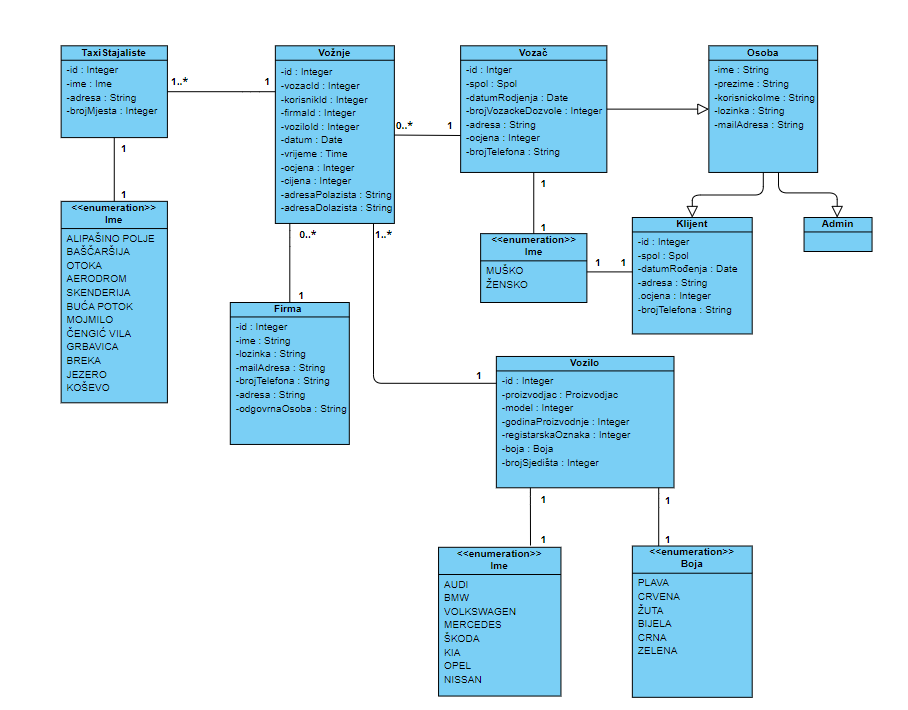 TaxiStajaliste
-id : Integer
-ime : Ime
-adresa : String
-brojMjesta : Integer
1..*
1
Vožnje
-id : Integer
-vozacId : Integer
-korisnikId : Integer
-firmaId : Integer
-voziloId : Integer
-datum : Date
-vrijeme : Time
-ocjena : Integer
-cijena : Integer
-adresaPolazista : String
-adresaDolazista : String
0..*
1
Vozač
-id : Intger
-spol : Spol
-datumRodjenja : Date
-brojVozackeDozvole : Integer
-adresa : String
-ocjena : Integer
-brojTelefona : String
Osoba
-ime : String
-prezime : String
-korisnickoIme : String
-lozinka : String
-mailAdresa : String
1
1
<<enumeration>>
Ime
ALIPAŠINO POLJE
BAŠČARŠIJA
OTOKA
AERODROM
SKENDERIJA
BUĆA POTOK
MOJMILO
ČENGIĆ VILA
GRBAVICA
BREKA
JEZERO
KOŠEVO
0..*
1
1..*
1
Firma
-id : Integer
-ime : String
-lozinka : String
-mailAdresa : String
-brojTelefona : String
-adresa : String
-odgovrnaOsoba : String
1
1
<<enumeration>>
Ime
MUŠKO
ŽENSKO
1
1
Klijent
-id : Integer
-spol : Spol
-datumRođenja : Date
-adresa : String
.ocjena : Integer
-brojTelefona : String
Admin
Vozilo
-id : Integer
-proizvodjac : Proizvodjac
-model : Integer
-godinaProizvodnje : Integer
-registarskaOznaka : Integer
-boja : Boja
-brojSjedišta : Integer
1
1
<<enumeration>>
Ime
AUDI
BMW
VOLKSWAGEN
MERCEDES
ŠKODA
KIA
OPEL
NISSAN
1
1
<<enumeration>>
Boja
PLAVA
CRVENA
ŽUTA
BIJELA
CRNA
ZELENA